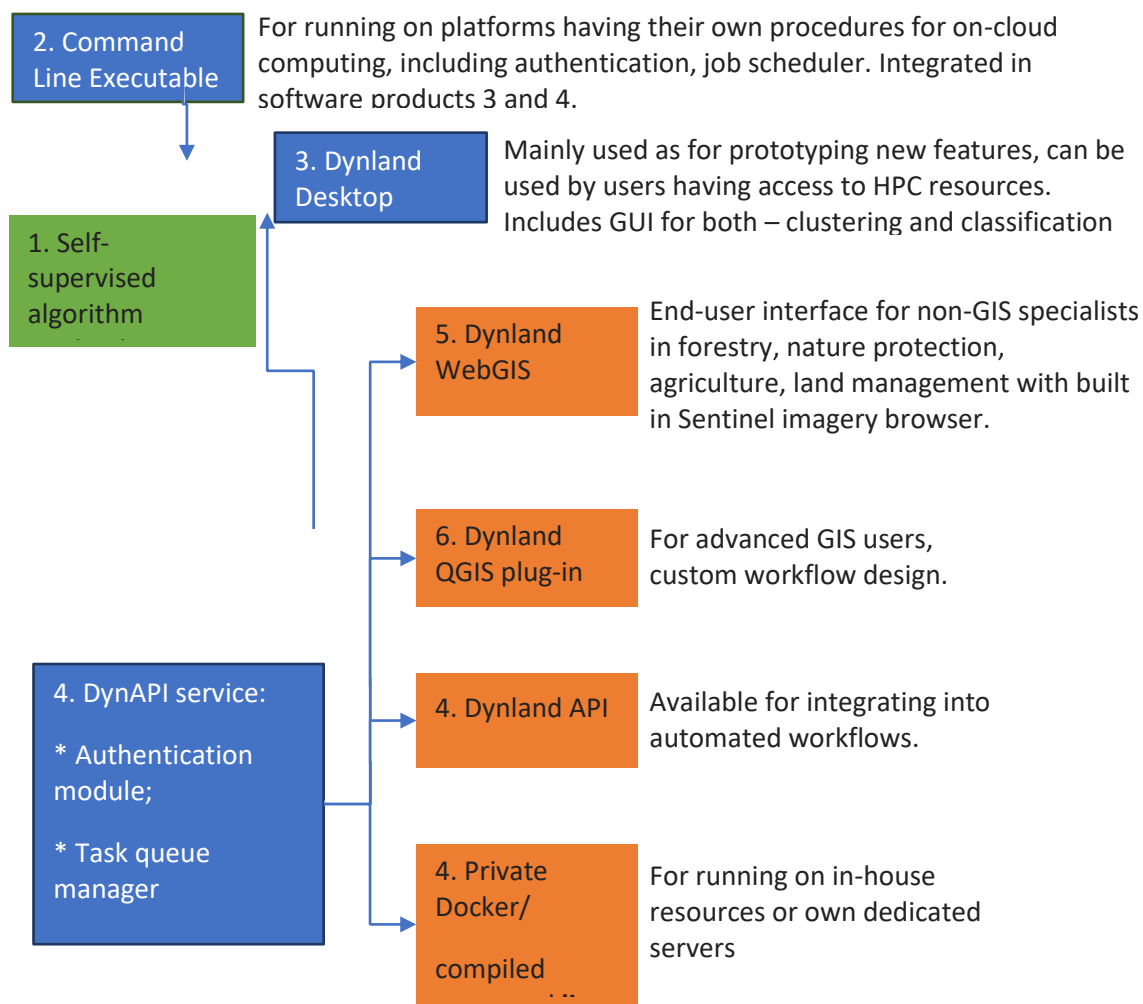 2. Command
Line Executable
For running on platforms having their own procedures for on-cloud
computing, including authentication, job scheduler. Integrated in
software products 3 and 4.
3. Dynland
Desktop
Mainly used as for prototyping new features, can be
used by users having access to HPC resources.
Includes GUI for both – clustering and classification
1. Self-
supervised
algorithm
5. Dynland
WebGIS
End-user interface for non-GIS specialists
in forestry, nature protection,
agriculture, land management with built
in Sentinel imagery browser.
6. Dynland
QGIS plug-in
For advanced GIS users,
custom workflow design.
4. DynAPI service:
* Authentication
module;
* Task queue
manager
4. Dynland API
Available for integrating into
automated workflows.
4. Private
Docker/
compiled
For running on in-house
resources or own dedicated
servers